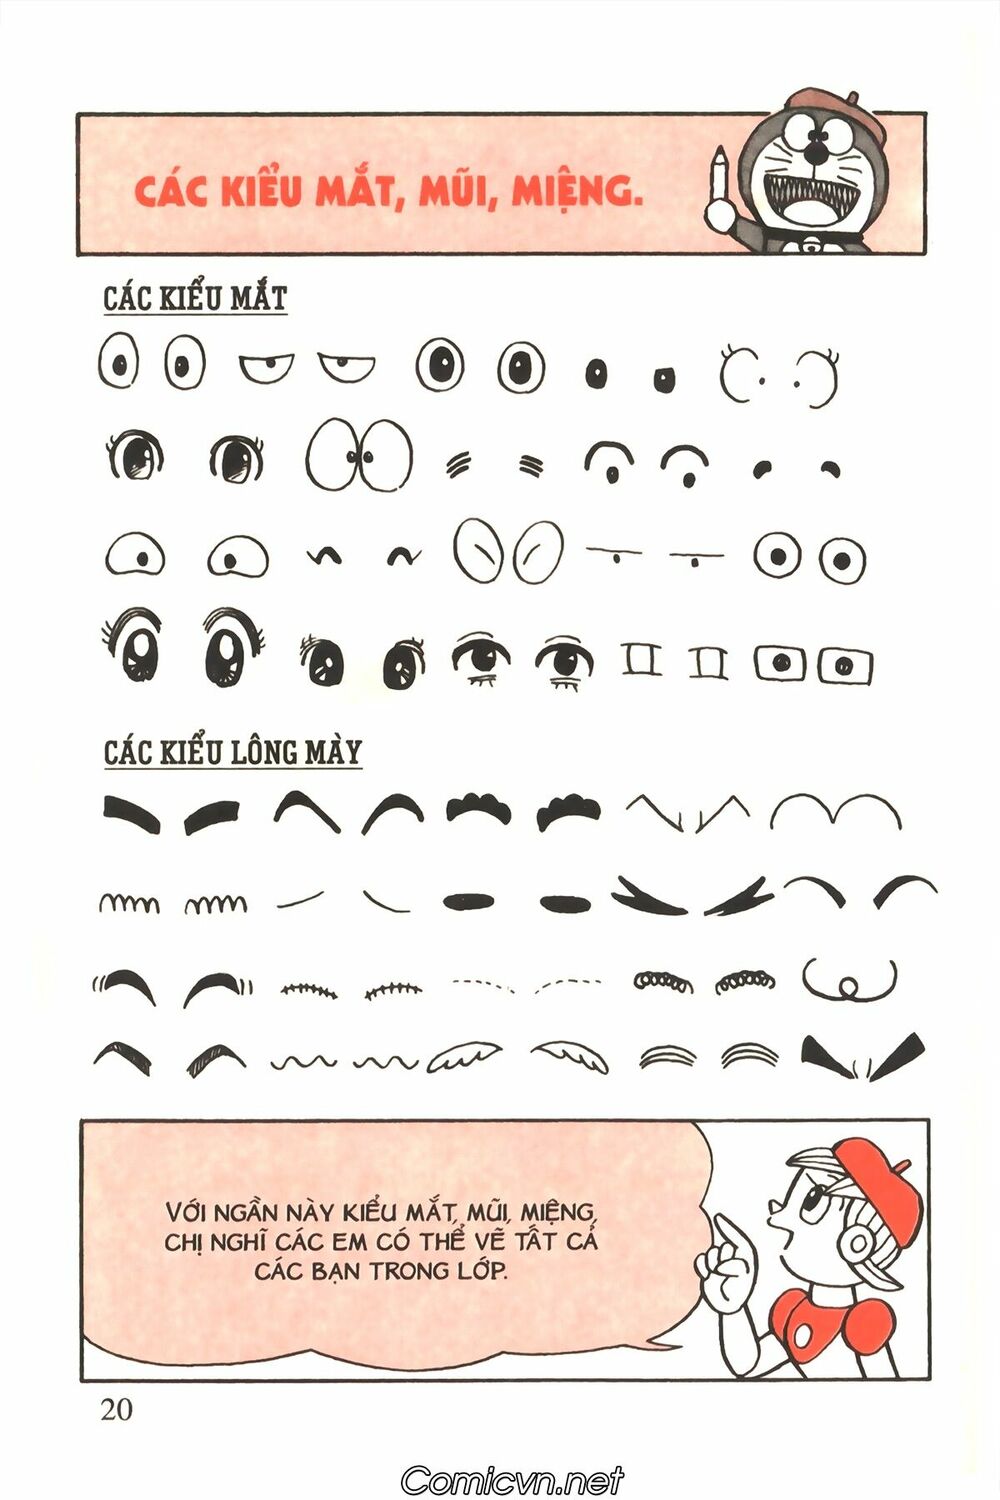 CÁC KIỂU MẮT, MŨI, MIỆNG.
CÁC KIỂU MẮT
CÁC KIỂU LÔNG MÀY
VỚI NGẦN NÀY KIỂU MẮT, MŨI, MIỆNG,
CHỊ NGHĨ CÁC EM CÓ THỂ VẼ TẤT CẢ
CÁC BẠN TRONG LỚP.
20
Comicvn.net